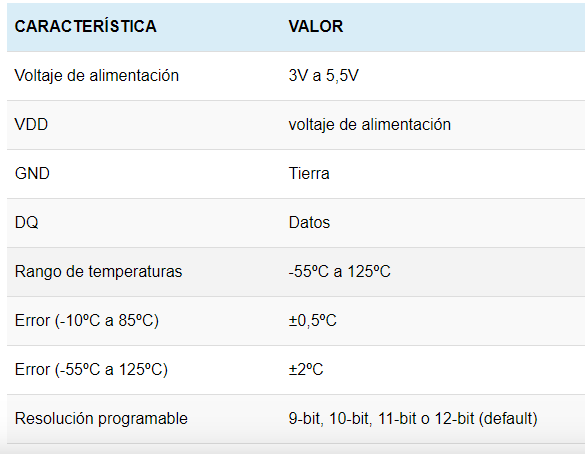 CARACTERÍSTICA VALOR
Voltaje de alimentación 3V a 5,5V
VDD voltaje de alimentación
GND Tierra
DQ Datos
Rango de temperaturas -55ºC a 125ºC
Error (-10ºC a 85ºC) ±0,5ºC
Error (-55ºC a 125ºC) ±2ºC
Resolución programable 9-bit, 10-bit, 11-bit o 12-bit (default)